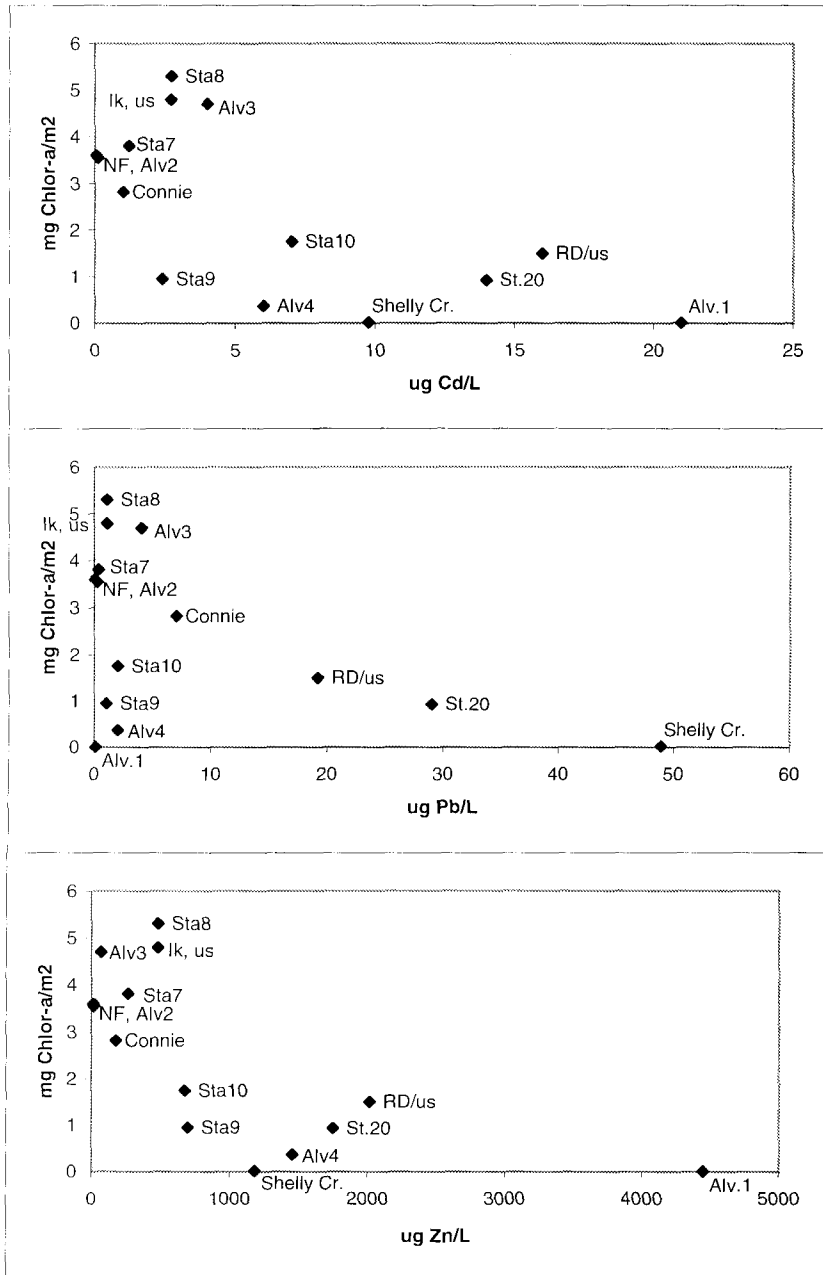 6
Sta8
5
Ik, us
Alv3
4
Sta7
NF, Alv2
3
Connie
2
Sta10
RD/us
1
Sta9
St.20
Alv4
Shelly Cr.
Alv.1
0
0 5 10 15 20 25
mg Chlor-a/m2
ug Cd/L
6
Sta8
5
Ik, us
Alv3
4
Sta7
NF, Alv2
3
Connie
2
Sta10
RD/us
1
Sta9
St.20
Alv4
Shelly Cr.
0
Alv.1
0 10 20 30 40 50 60
mg Chlor-a/m2
ug Pb/L
6
Sta8
5
Alv3
Ik, us
4
Sta7
NF, Alv2
3
Connie
2
Sta10
RD/us
1
Sta9
St.20
Alv4
0
Shelly Cr.
Alv.1
0 1000 2000 3000 4000 5000
mg Chlor-a/m2
ug Zn/L